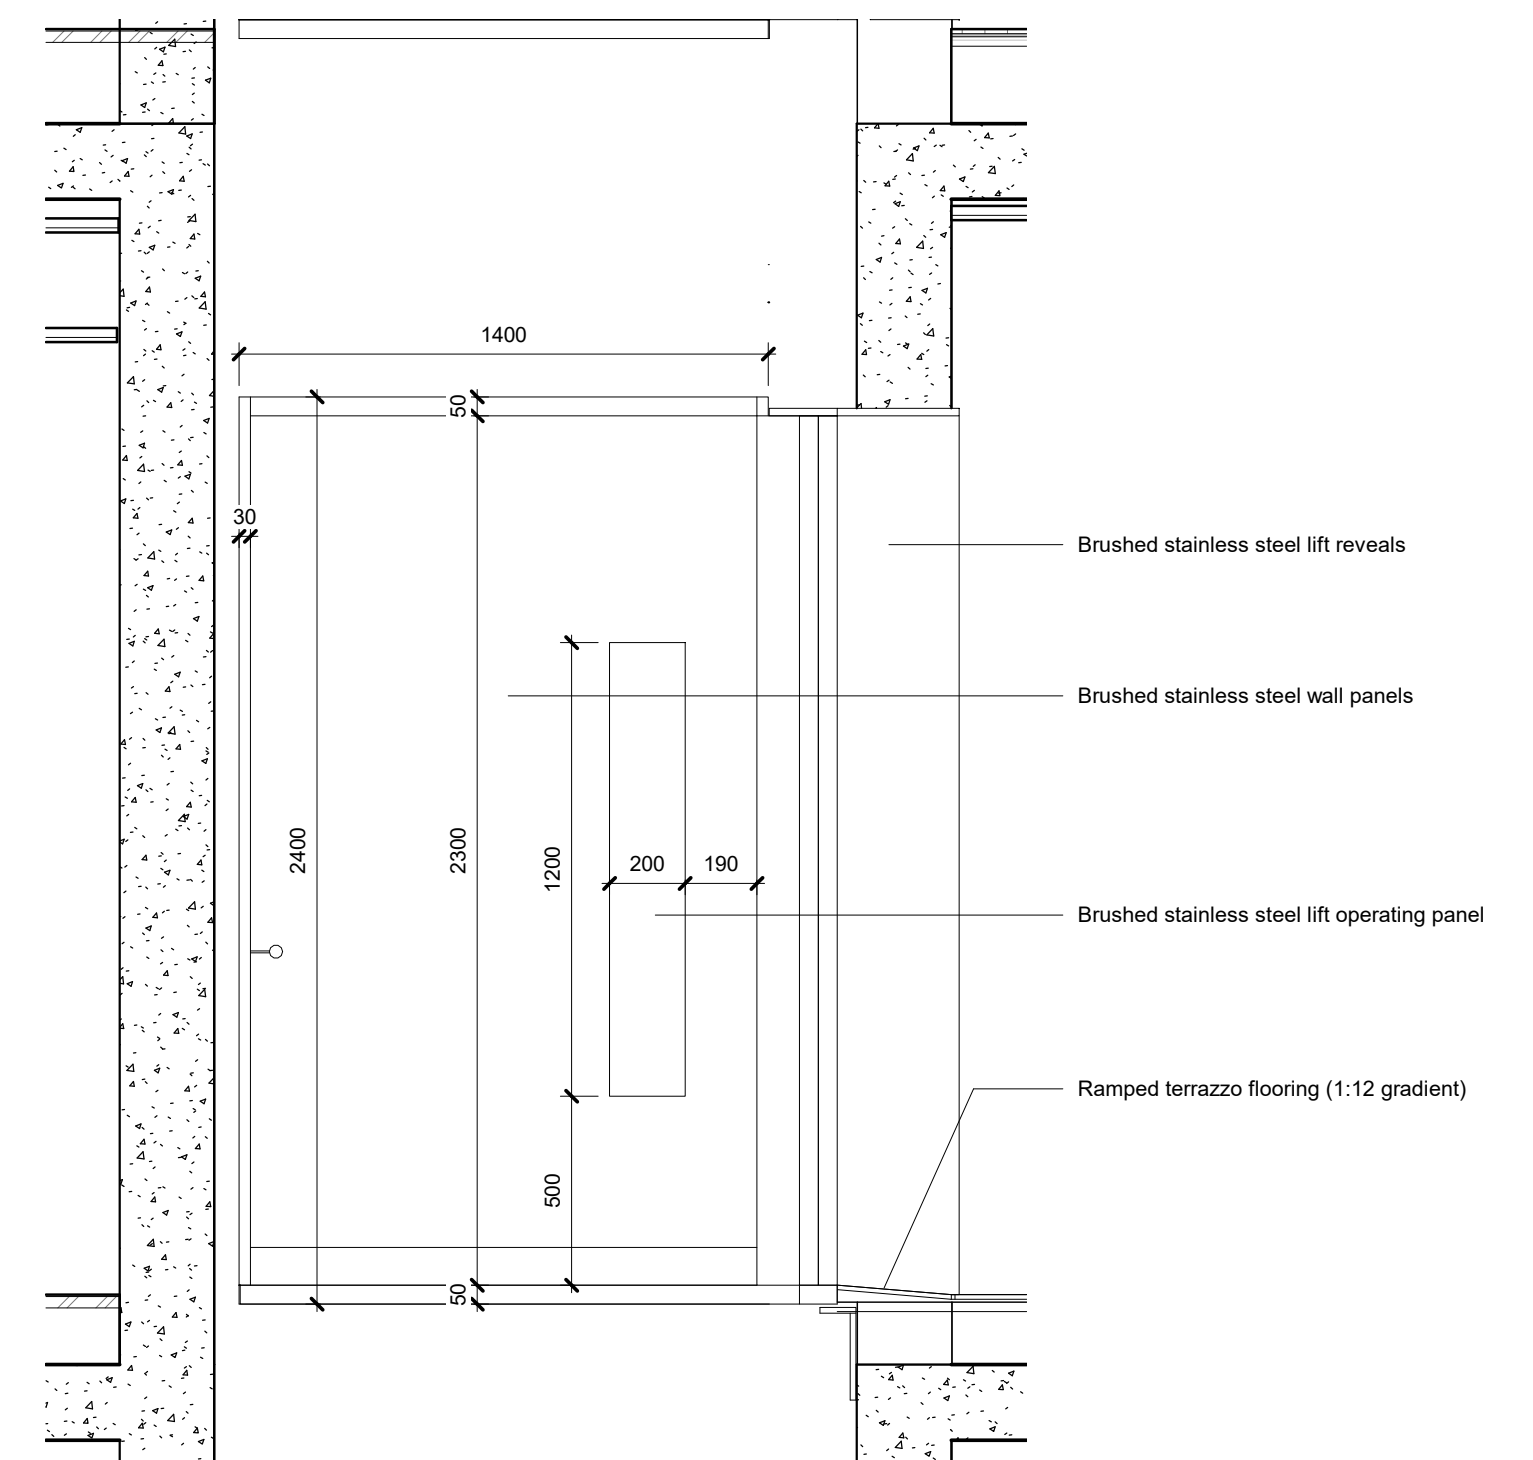 1400
50
30
Brushed stainless steel lift reveals
Brushed stainless steel wall panels
2400
2300
1200
200
190
Brushed stainless steel lift operating panel
Ramped terrazzo flooring (1:12 gradient)
500
50